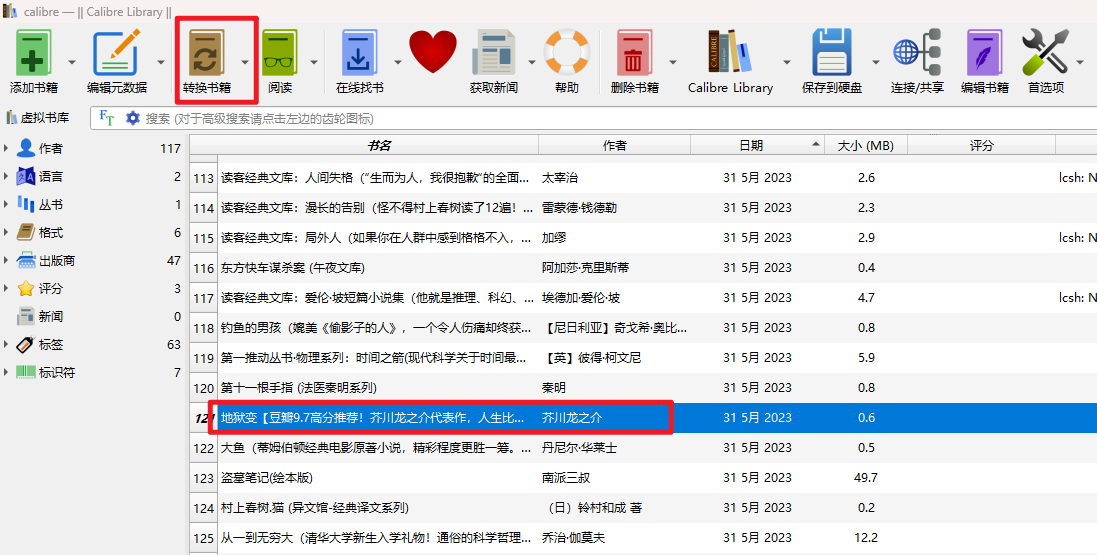 calibre — || Calibre Library ||
添加书籍 编辑元数据 转换书籍 阅读 在线找书 获取新闻 帮助 删除书籍 Calibre Library 保存到硬盘 连接/共享 编辑书籍 首选项
虚拟书库 FT 搜索 (对于高级搜索请点击左边的齿轮图标)
作者 117
语言 2
丛书 1
格式 6
出版商 47
评分 3
新闻 0
标签 63
标识符 7
书名 作者 日期 大小 (MB) 评分
113 读客经典文库：人间失格（“生而为人，我很抱歉”的全面... 太宰治 31 5月 2023 2.6 lcsh: N
114 读客经典文库：漫长的告别（怪不得村上春树读了12遍！... 雷蒙德·钱德勒 31 5月 2023 2.3
115 读客经典文库：局外人（如果你在人群中感到格格不入，... 加缪 31 5月 2023 2.9 lcsh: N
116 东方快车谋杀案 (午夜文库) 阿加莎·克里斯蒂 31 5月 2023 0.4
117 读客经典文库：爱伦·坡短篇小说集（他就是推理、科幻、... 埃德加·爱伦·坡 31 5月 2023 4.7 lcsh: N
118 钓鱼的男孩（媲美《偷影子的人》，一个令人伤痛却终获... 【尼日利亚】奇戈希·奥比... 31 5月 2023 0.8
119 第一推动丛书·物理系列：时间之箭(现代科学关于时间最... 【英】彼得·柯文尼 31 5月 2023 5.9
120 第十一根手指 (法医秦明系列) 秦明 31 5月 2023 0.8
121 地狱变【豆瓣9.7高分推荐！芥川龙之介代表作，人生比... 芥川龙之介 31 5月 2023 0.6
122 大鱼（蒂姆伯顿经典电影原著小说，精彩程度更胜一筹。... 丹尼尔·华莱士 31 5月 2023 0.5
123 盗墓笔记(绘本版) 南派三叔 31 5月 2023 49.7
124 村上春树.猫 (异文馆-经典译文系列) （日）铃村和成 著 31 5月 2023 0.2
125 从一到无穷大（清华大学新生入学礼物！通俗的科学哲理... 乔治·伽莫夫 31 5月 2023 12.2